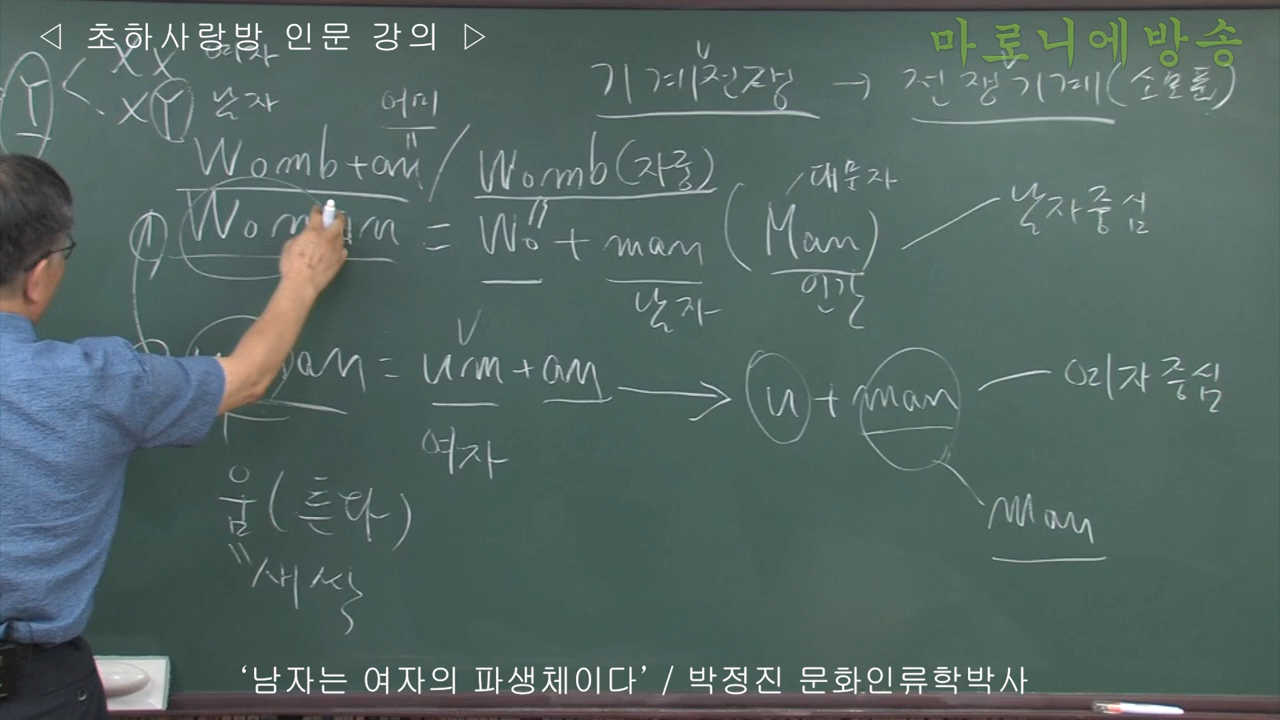 ◁ 초하사랑방 인문 강의 ▷
마로니에방송
Y < XX 여자
XY 남자
어미
기계전쟁 → 전쟁기계(소모품)
Womb+an / Womb(자궁)
대문자
Woman = Wo + man (Man) 남자중심
남자 인간
= um + an → u + man 여자중심
여자
man
움(튼다)
새싹
'남자는 여자의 파생체이다' / 박정진 문화인류학박사